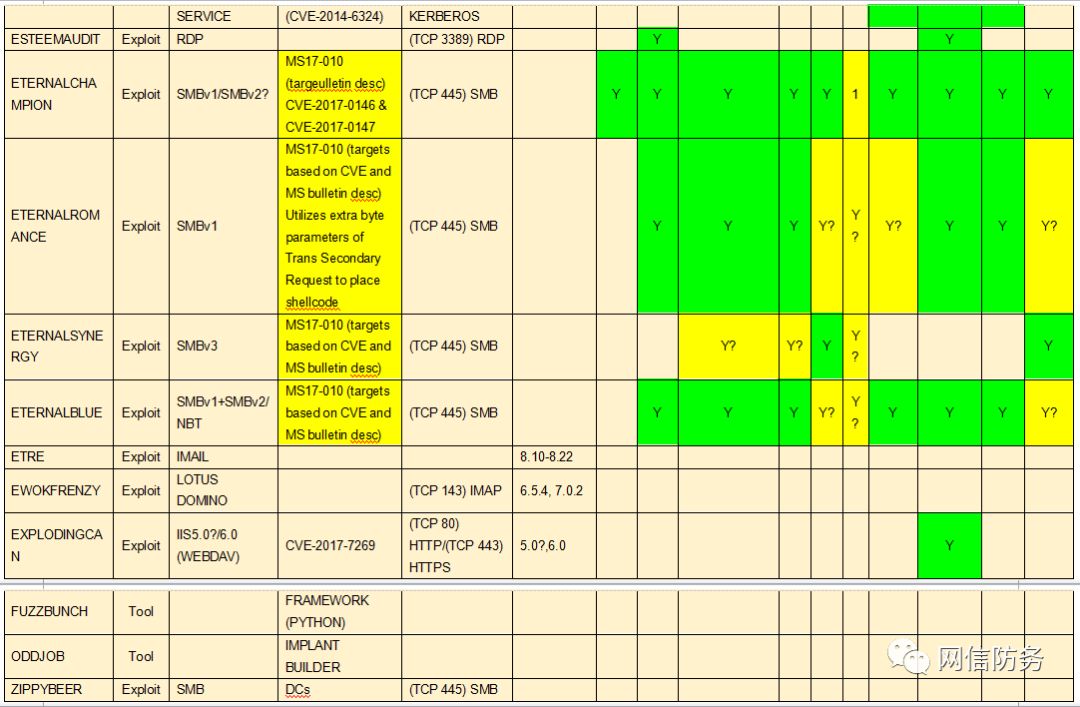 SERVICE (CVE-2014-6324) KERBEROS
ESTEEMAUDIT Exploit RDP (TCP 3389) RDP Y Y
ETERNALCHA
MPION
Exploit
SMBv1/SMBv2?
MS17-010
(targeulletin desc)
CVE-2017-0146 &
CVE-2017-0147
(TCP 445) SMB
Y Y Y Y Y 1 Y Y Y Y
ETERNALROM
ANCE
Exploit
SMBv1
MS17-010 (targets
based on CVE and
MS bulletin desc)
Utilizes extra byte
parameters of
Trans Secondary
Request to place
shellcode
(TCP 445) SMB
Y Y Y Y? Y
?
Y? Y Y Y?
ETERNALSYNE
RGY
Exploit
SMBv3
MS17-010 (targets
based on CVE and
MS bulletin desc)
(TCP 445) SMB
Y? Y? Y Y
?
Y
ETERNALBLUE
Exploit
SMBv1+SMBv2/
NBT
MS17-010 (targets
based on CVE and
MS bulletin desc)
(TCP 445) SMB
Y Y Y Y? Y
?
Y Y Y Y?
ETRE Exploit IMAIL 8.10-8.22
EWOKFRENZY
Exploit
LOTUS
DOMINO
(TCP 143) IMAP
6.5.4, 7.0.2
EXPLODINGCA
N
Exploit
IIS5.0?/6.0
(WEBDAV)
CVE-2017-7269
(TCP 80)
HTTP/(TCP 443)
HTTPS
5.0?,6.0
Y
FUZZBUNCH
Tool
FRAMEWORK
(PYTHON)
ODDJOB
Tool
IMPLANT
BUILDER
ZIPPYBEER Exploit SMB DCs (TCP 445) SMB
网信防务